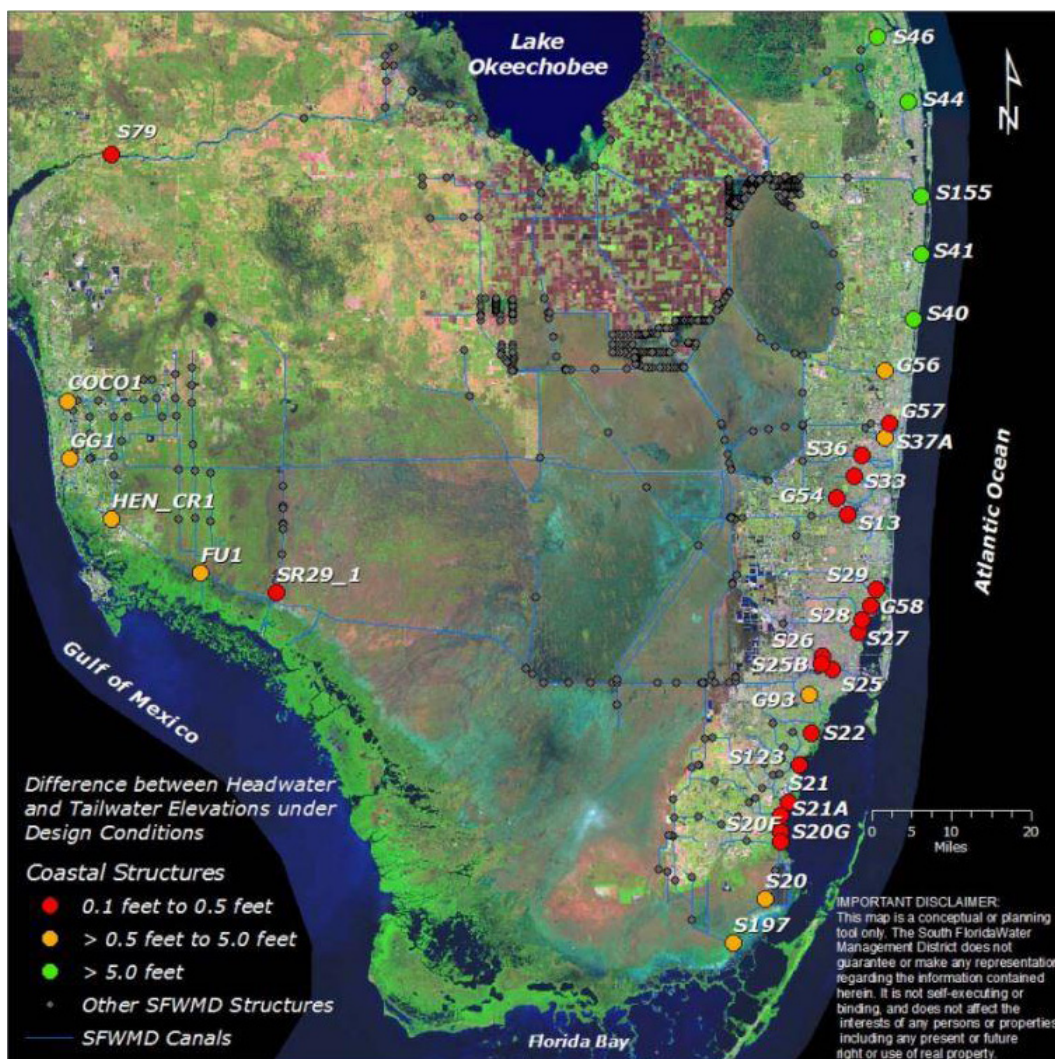 Lake
Okeechobee
S46
S44
S79
S155
S41
S40
G56
COCO1
G57
S37A
GG1
S36
S33
HEN_CR1
G54
S13
FU1
SR29_1
S29
G58
S28
S27
S26
S25B
S25
G93
S22
S123
S21
S21A
S20F
S20G
S20
S197
N
Atlantic Ocean
Gulf of Mexico
Florida Bay
0 10 20
Miles
Difference between Headwater
and Tailwater Elevations under
Design Conditions
Coastal Structures
0.1 feet to 0.5 feet
> 0.5 feet to 5.0 feet
> 5.0 feet
Other SFWMD Structures
SFWMD Canals
IMPORTANT DISCLAIMER:
This map is a conceptual or planning
tool only. The South FloridaWater
Management District does not
guarantee or make any representation
regarding the information contained
herein. It is not self-executing or
binding, and does not affect the
interests of any persons or properties
including any present or future
right or use of real property.